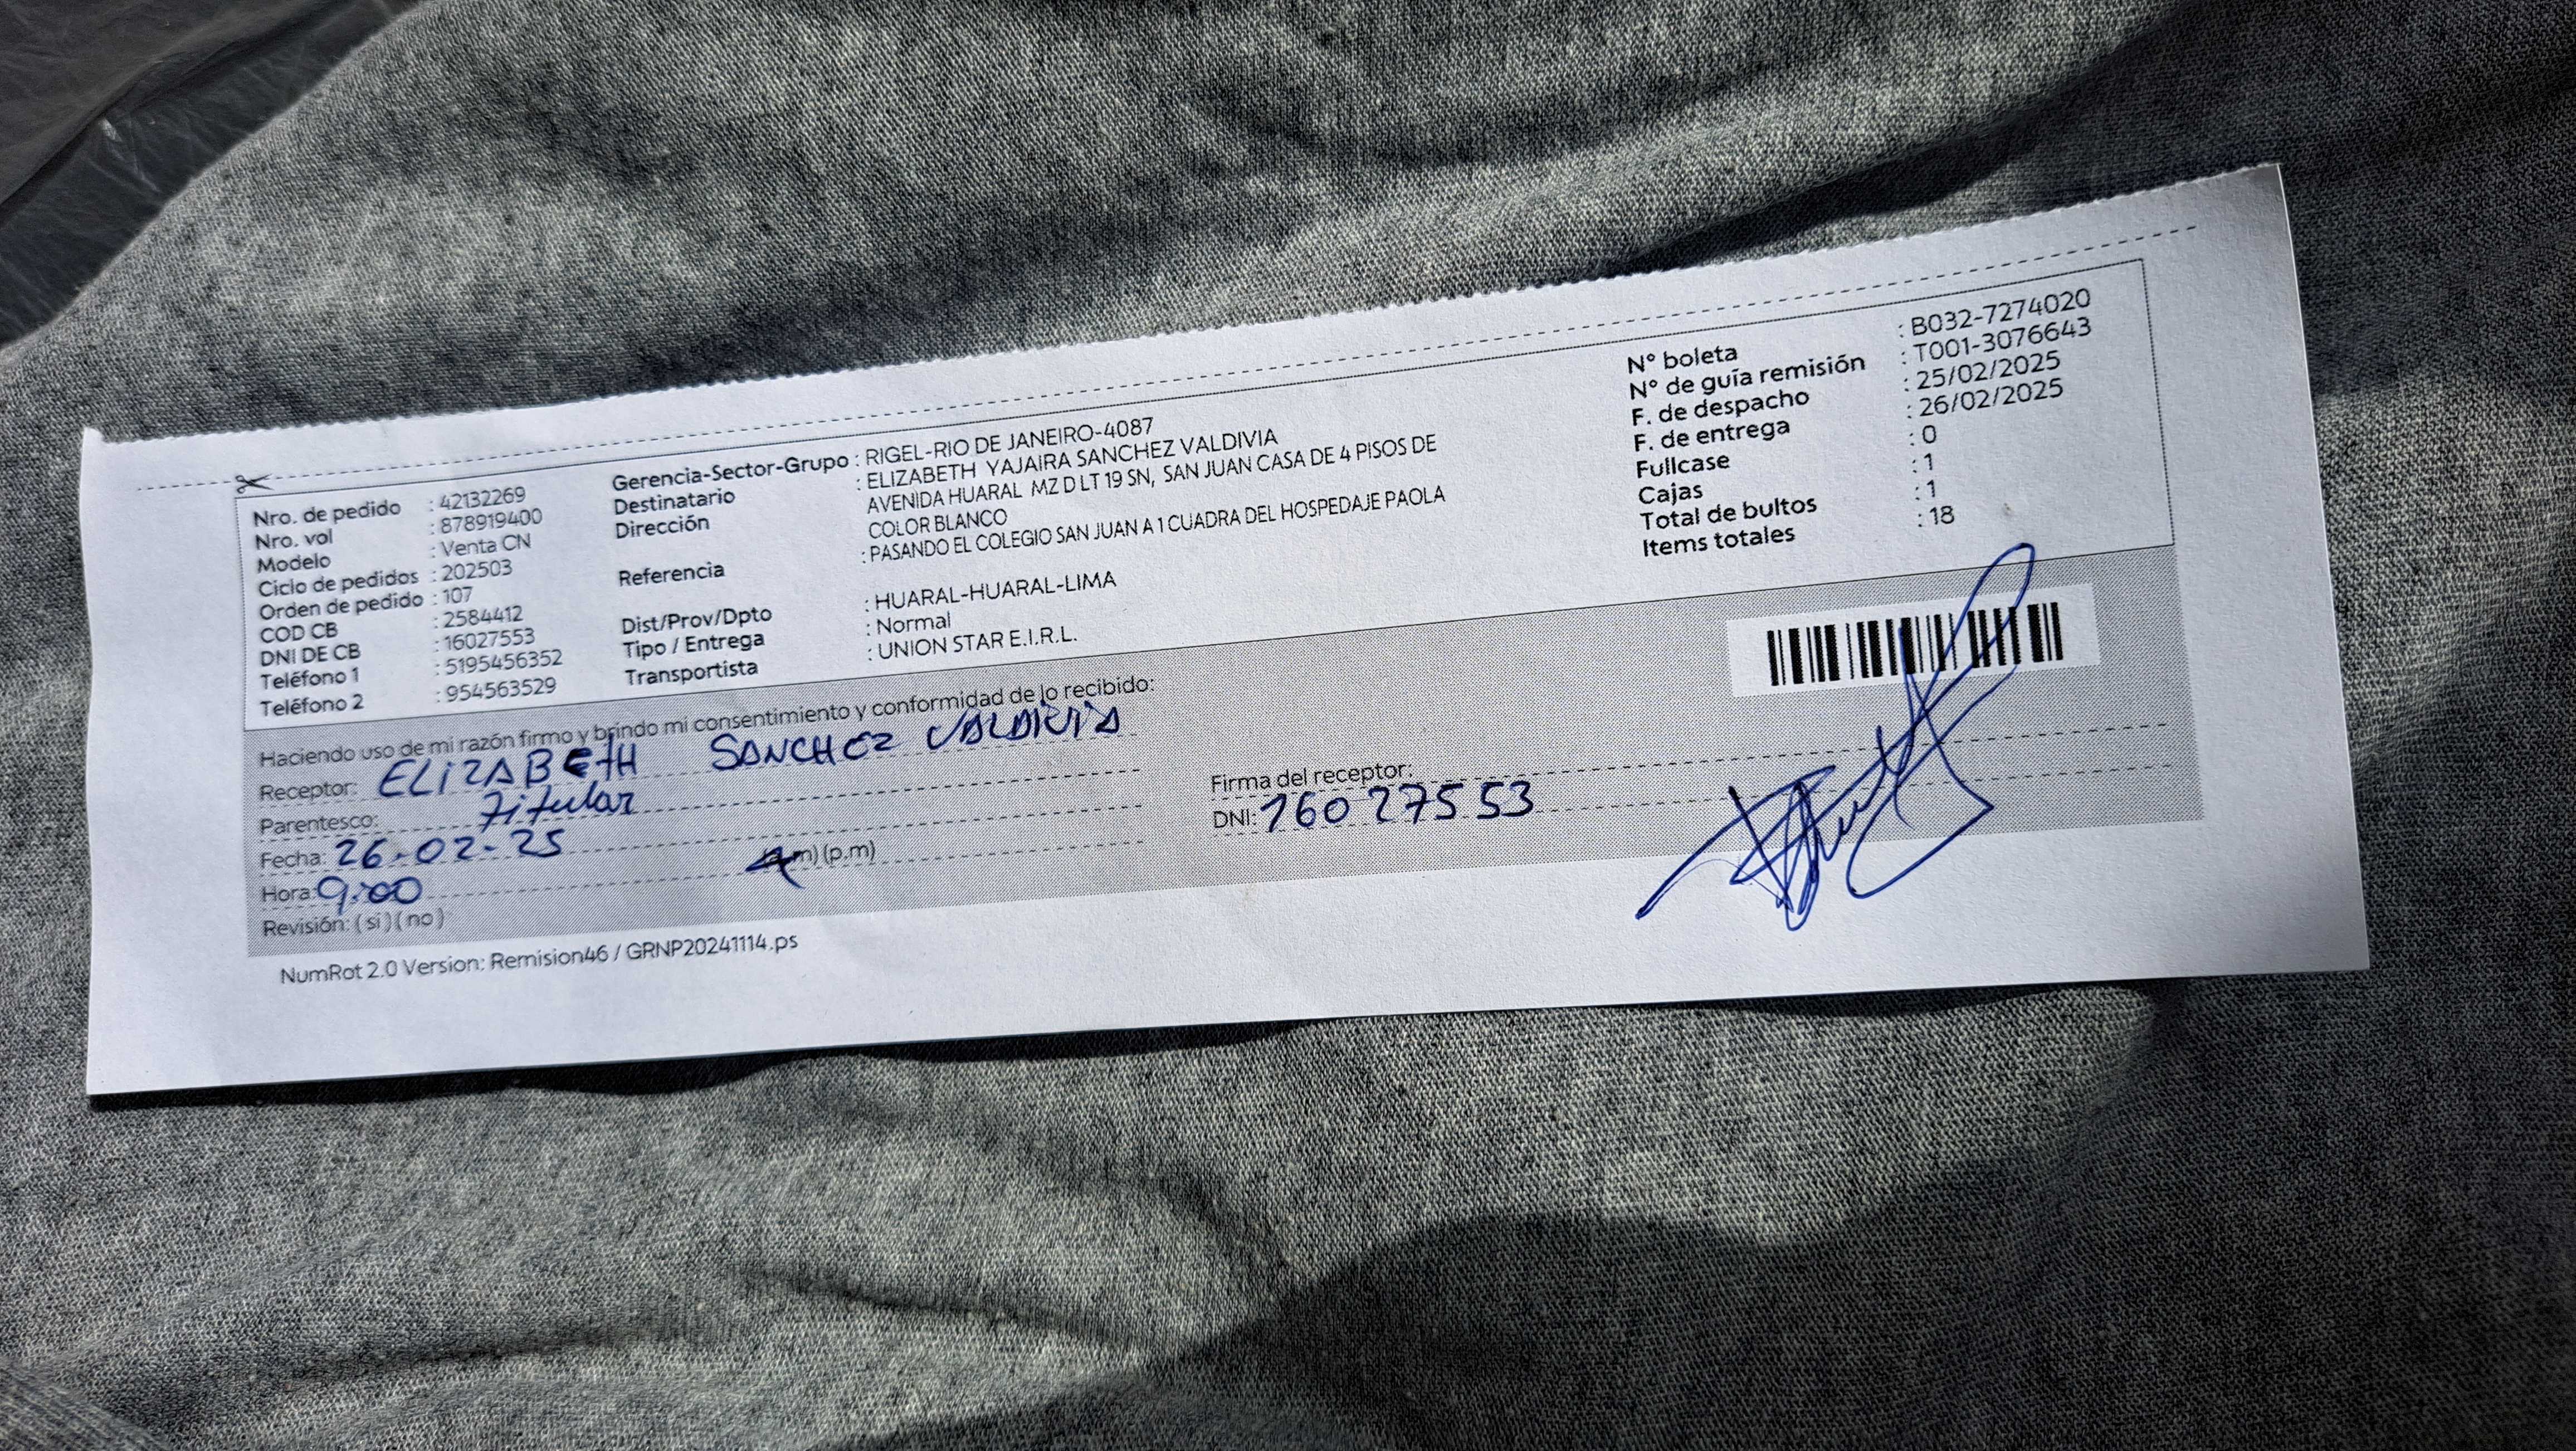 Nro. de pedido : 42132269
Nro. vol : 878919400
Modelo : Venta CN
Ciclo de pedidos : 202503
Orden de pedido : 107
COD CB : 2584412
DNI DE CB : 16027553
Teléfono 1 : 5195456352
Teléfono 2 : 954563529
Gerencia-Sector-Grupo : RIGEL-RIO DE JANEIRO-4087
Destinatario : ELIZABETH YAJAIRA SANCHEZ VALDIVIA
Dirección AVENIDA HUARAL MZ D LT 19 SN, SAN JUAN CASA DE 4 PISOS DE
COLOR BLANCO
Referencia : PASANDO EL COLEGIO SAN JUAN A 1 CUADRA DEL HOSPEDAJE PAOLA
Dist/Prov/Dpto : HUARAL-HUARAL-LIMA
Tipo / Entrega : Normal
Transportista : UNION STAR E.I.R.L.
N° boleta : B032-7274020
N° de guía remisión : T001-3076643
F. de despacho : 25/02/2025
F. de entrega : 26/02/2025
Fullcase : 0
Cajas : 1
Total de bultos : 1
Items totales : 18
Haciendo uso de mi razón firmo y brindo mi consentimiento y conformidad de lo recibido:
Receptor: ELIZABEtH SANCHEZ VALDIVIA
Parentesco: Titular
Fecha: 26-02-25
Hora: 9:00 (a.m) (p.m)
Revisión: ( si ) ( no )
Firma del receptor:
DNI: 16027553
NumRot 2.0 Version: Remision46 / GRNP20241114.ps